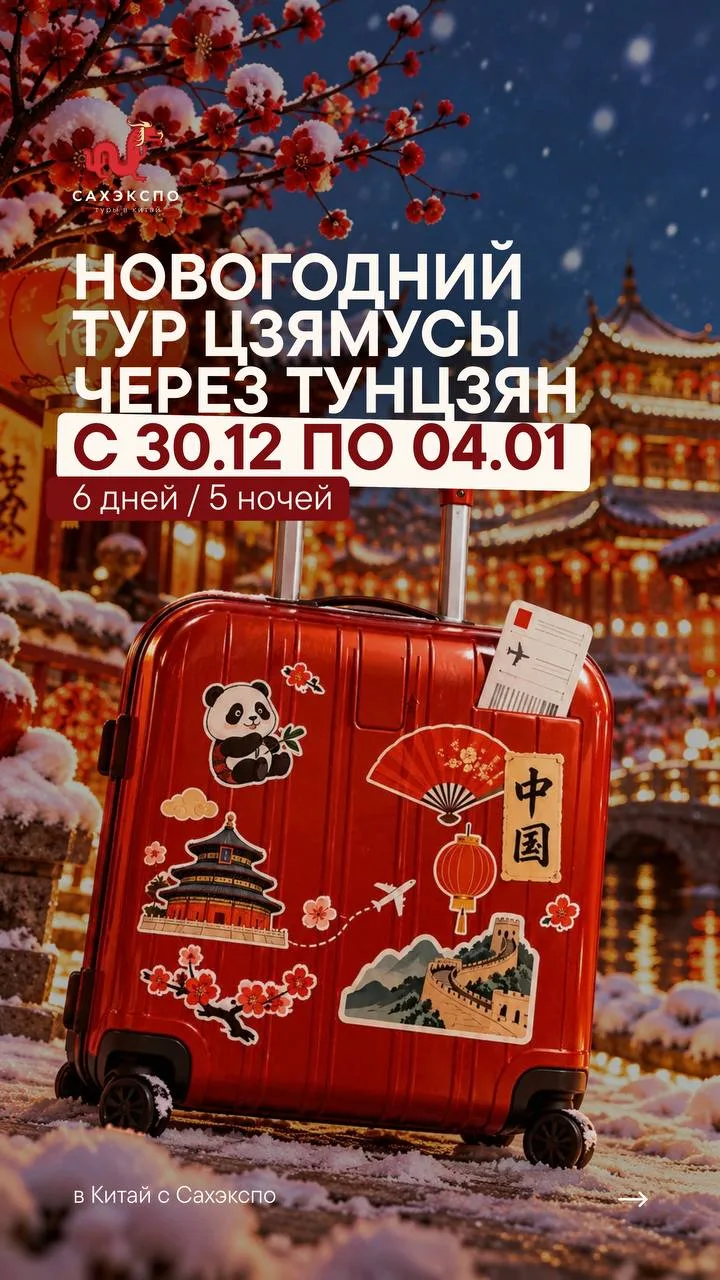 САХЭКСПО
туры в китай
НОВОГОДНИЙ
ТУР ЦЗЯМУСЫ
ЧЕРЕЗ ТУНЦЗЯН
С 30.12 ПО 04.01
6 дней / 5 ночей
福
中
国
в Китай с Сахэкспо
→